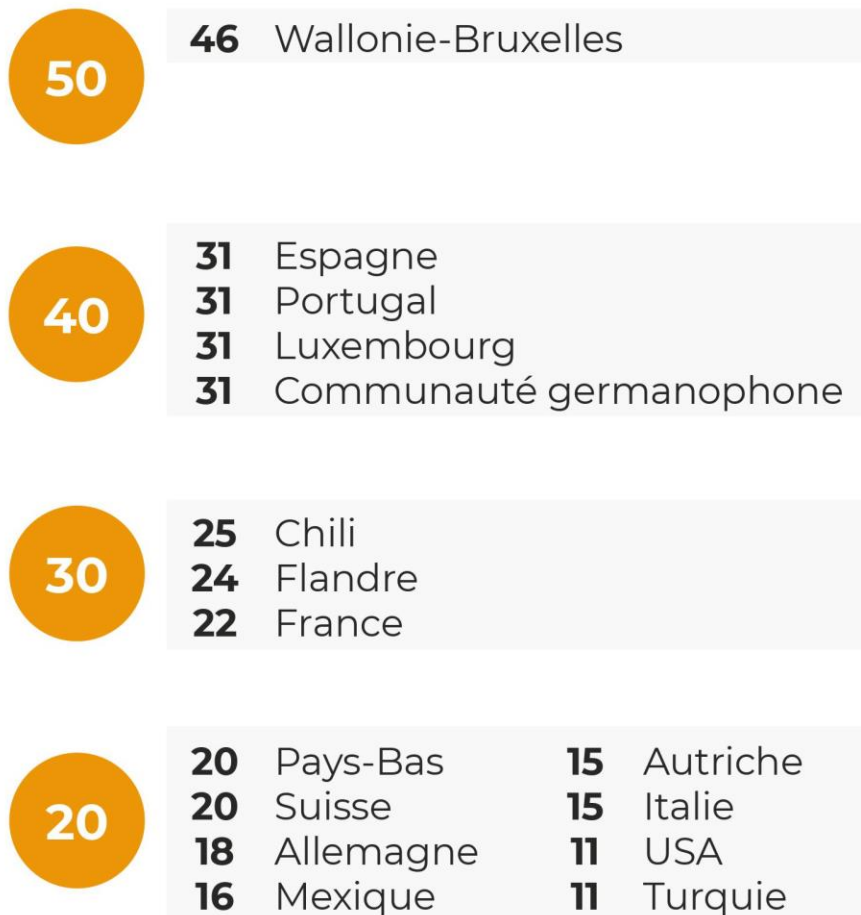 50
46 Wallonie-Bruxelles
40
31 Espagne
31 Portugal
31 Luxembourg
31 Communauté germanophone
30
25 Chili
24 Flandre
22 France
20
20 Pays-Bas 15 Autriche
20 Suisse 15 Italie
18 Allemagne 11 USA
16 Mexique 11 Turquie